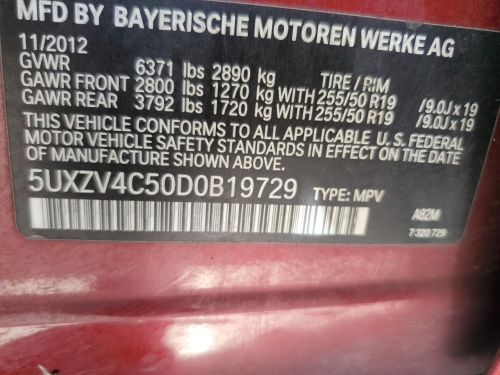 MFD BY BAYERISCHE MOTOREN WERKE AG
11/2012
GVWR 6371 lbs 2890 kg TIRE / RIM
GAWR FRONT 2800 lbs 1270 kg WITH 255/50 R19 /9.0J x 19
GAWR REAR 3792 lbs 1720 kg WITH 255/50 R19 /9.0J x 19
THIS VEHICLE CONFORMS TO ALL APPLICABLE U. S. FEDERAL
MOTOR VEHICLE SAFETY STANDARDS IN EFFECT ON THE DATE OF
MANUFACTURE SHOWN ABOVE.
5UXZV4C50D0B19729 TYPE: MPV
A82M
7 320 729